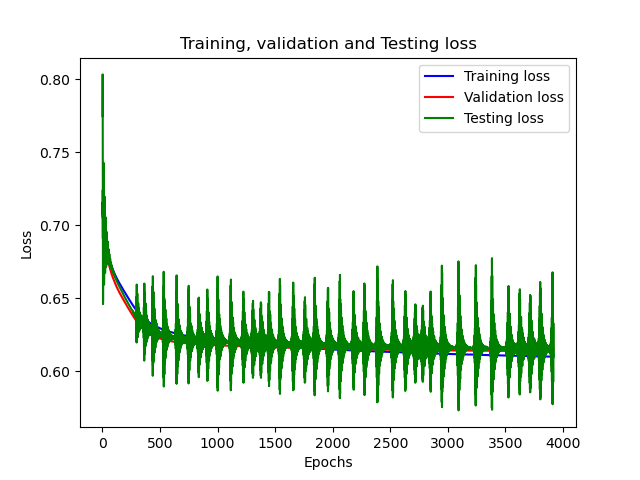 Training, validation and Testing loss
Training loss
Validation loss
Testing loss
Loss
0.80
0.75
0.70
0.65
0.60
0 500 1000 1500 2000 2500 3000 3500 4000
Epochs